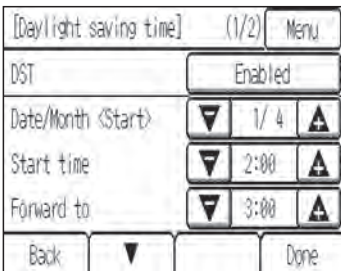 [Daylight saving time] (1/2) Menu
DST Enabled
Date/Month <Start> 1/ 4
Start time 2:00
Forward to 3:00
Back Done